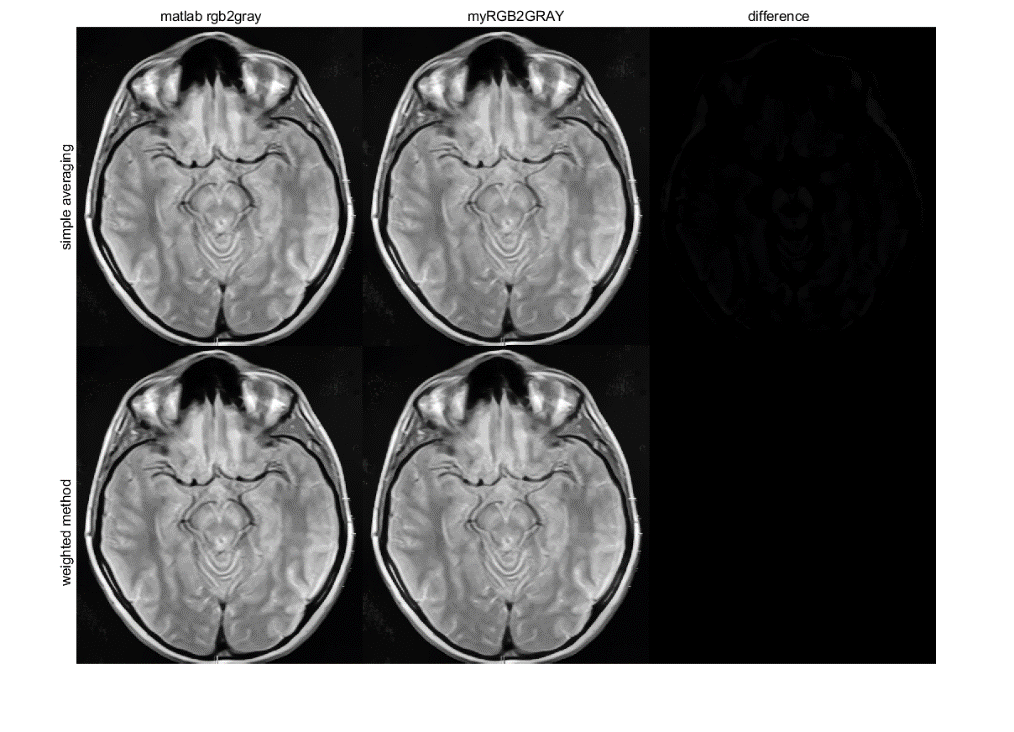 matlab rgb2gray
myRGB2GRAY
difference
simple averaging
weighted method